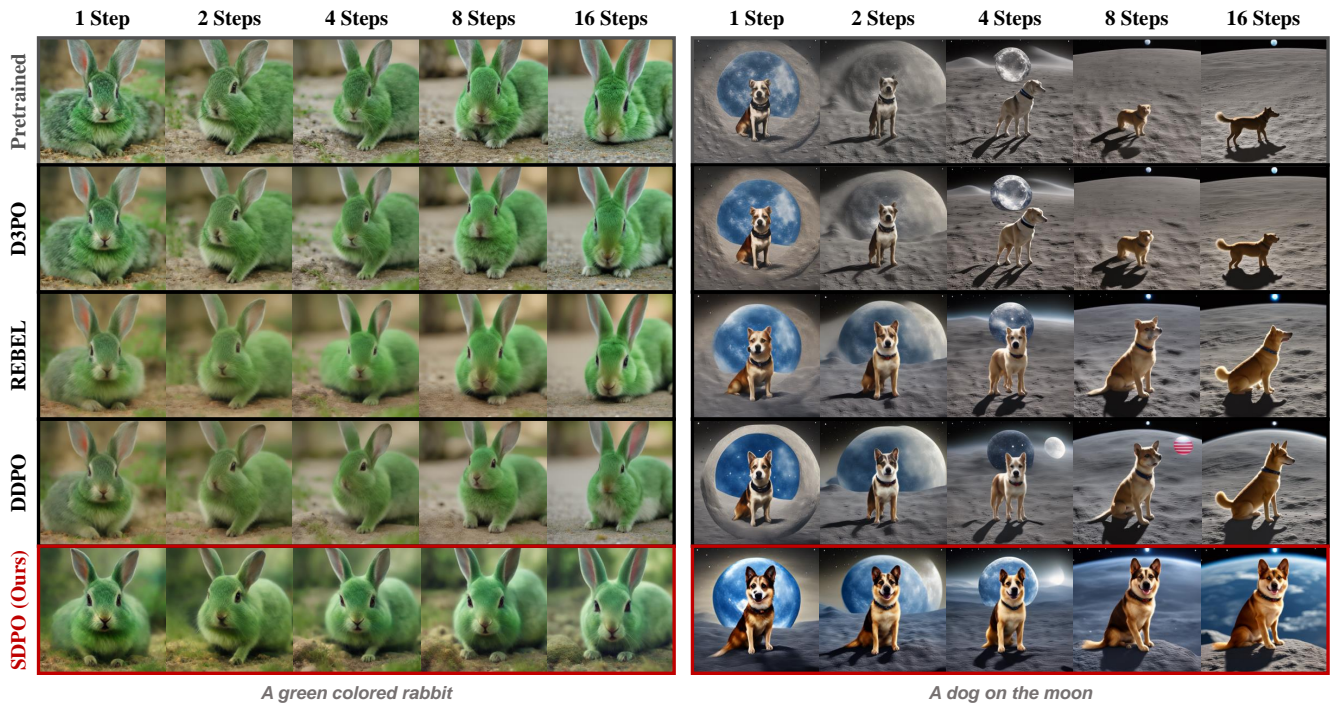 1 Step 2 Steps 4 Steps 8 Steps 16 Steps 1 Step 2 Steps 4 Steps 8 Steps 16 Steps
Pretrained
D3PO
REBEL
DDPO
SDPO (Ours)
A green colored rabbit A dog on the moon